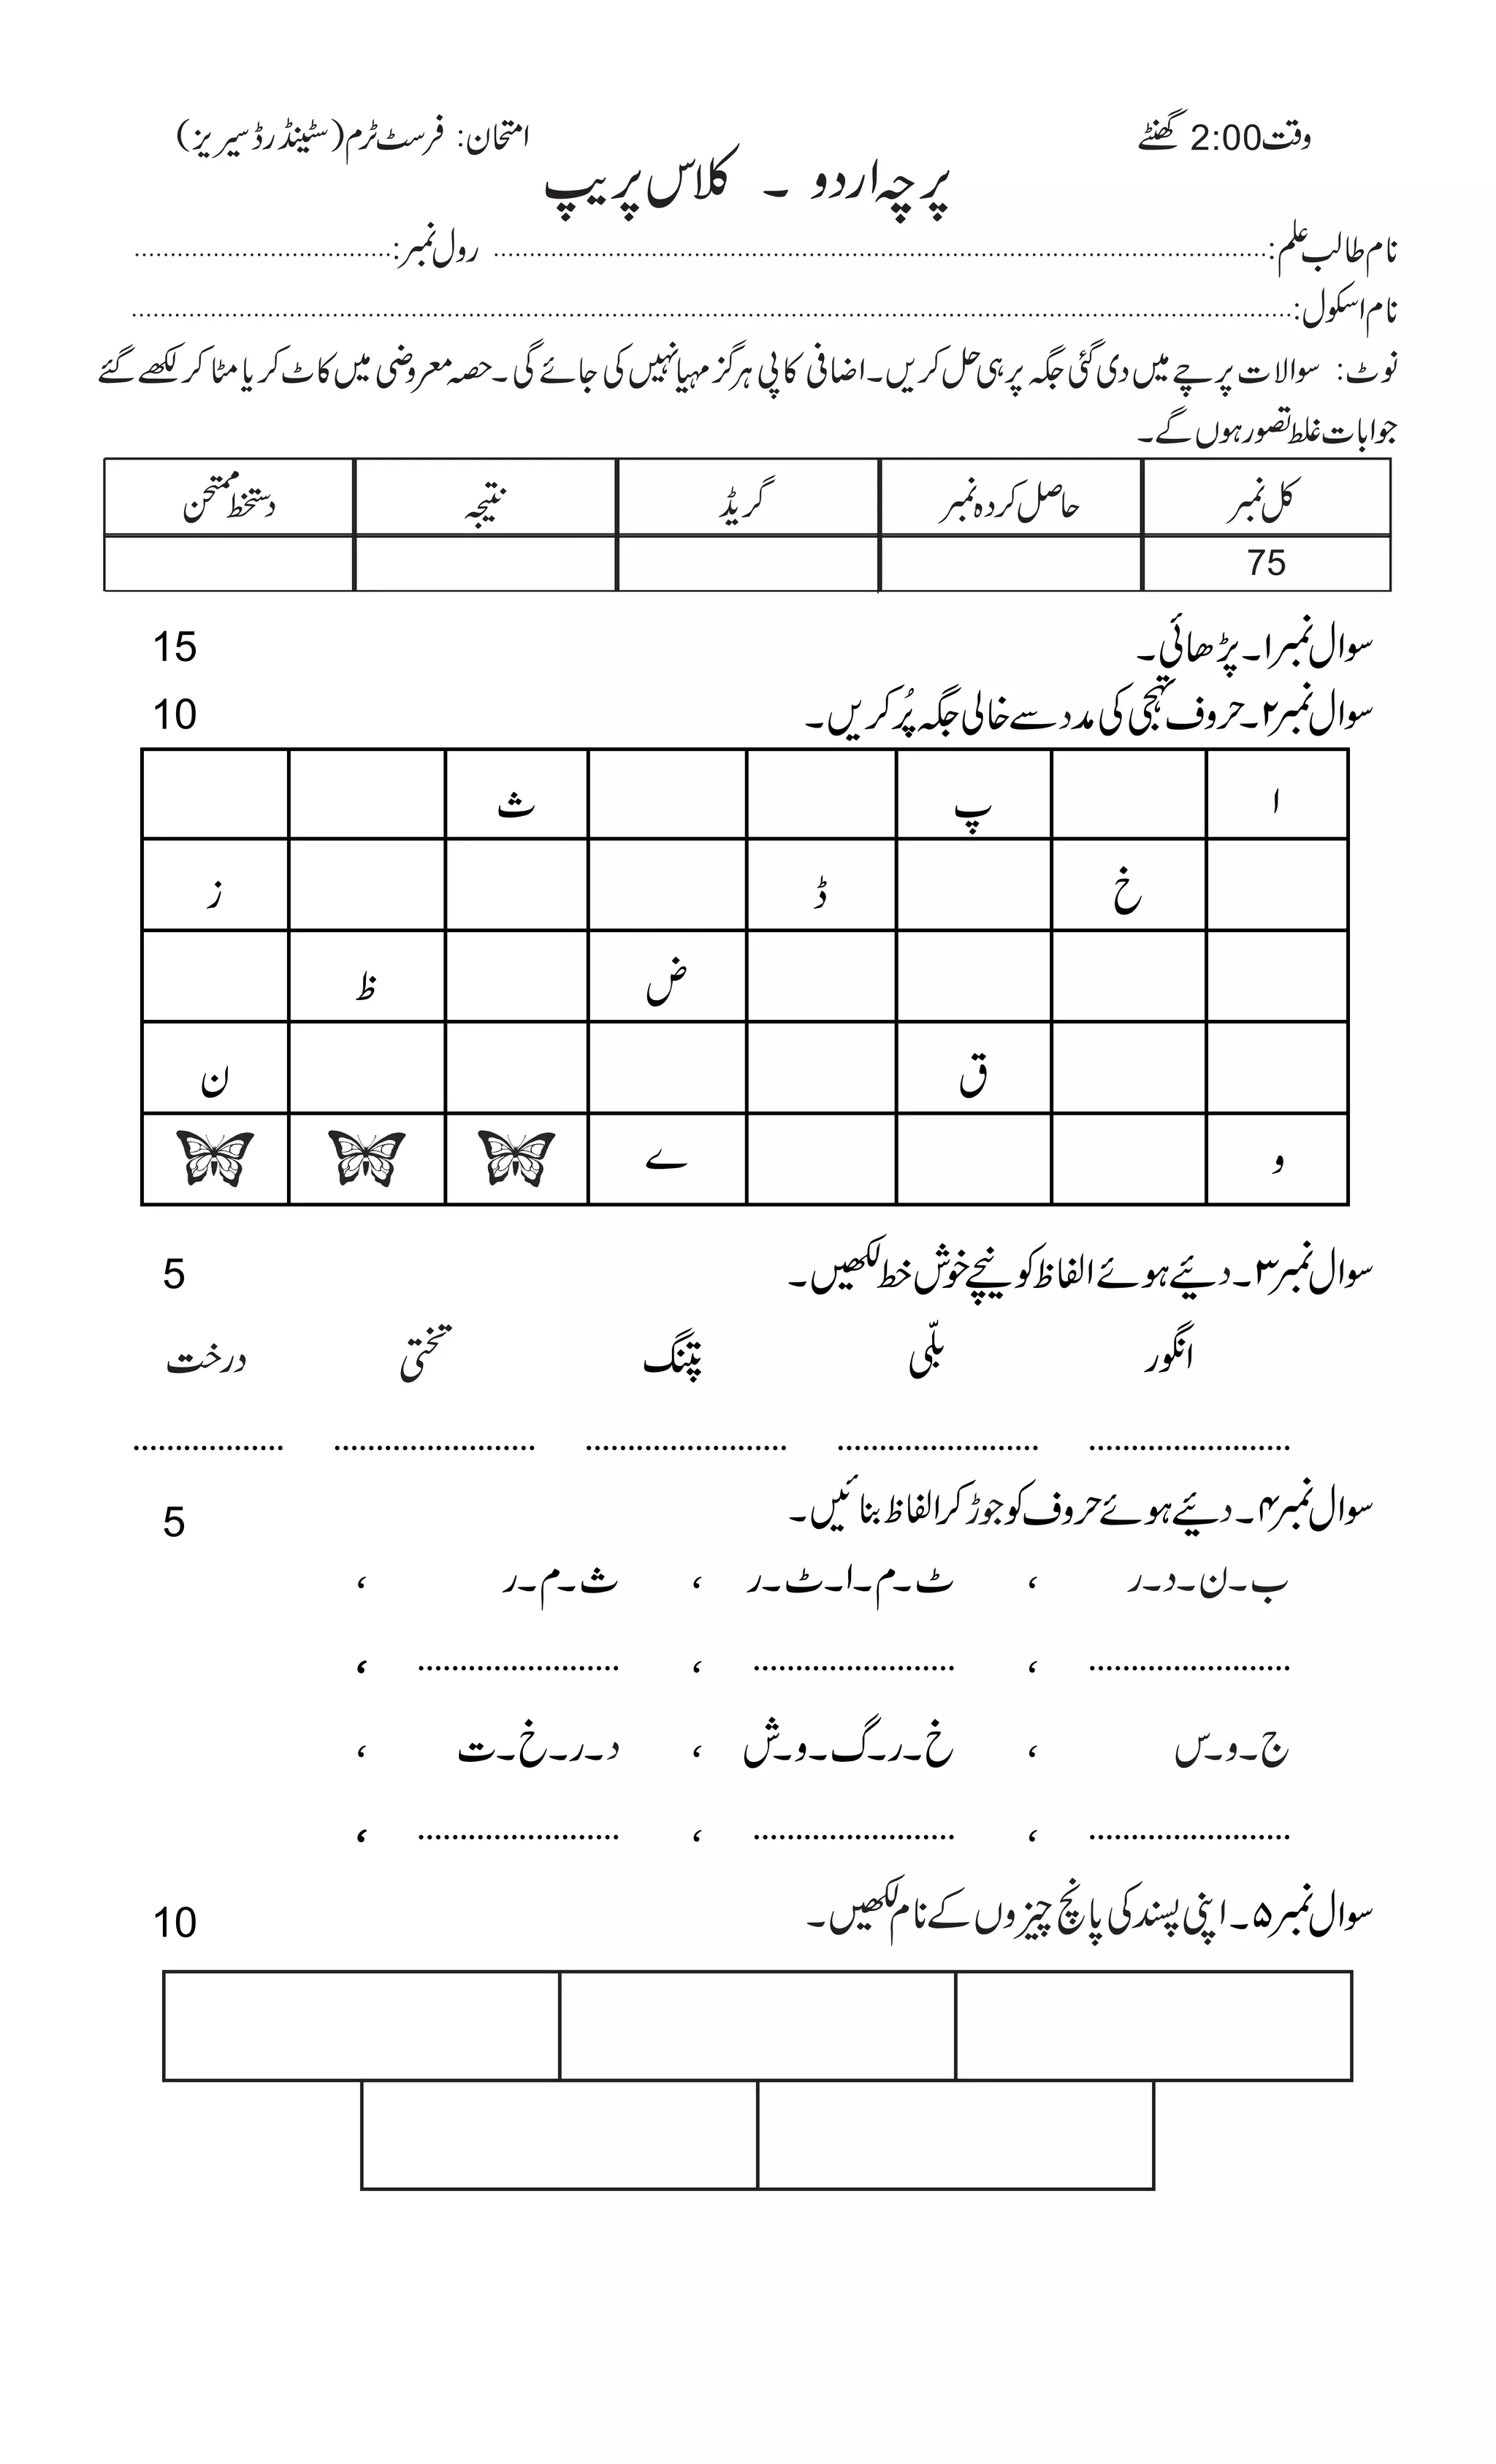 وقت2:00 گھنٹے امتحان: فرسٹ ٹرم (سٹینڈرڈ سیریز)
پرچہ اردو ۔ کلاس پریپ
نام طالب علم:........................................ رول نمبر:....................
نام اسکول:............................................................
نوٹ: سوالات پرچے میں دی گئی جگہ پر ہی حل کریں۔ اضافی کاپی ہرگز مہیا نہیں کی جائے گی۔ حصہ معروضی میں کاٹ کر یا مٹا کر لکھے گئے
جوابات غلط تصور ہوں گے۔
کل نمبر حاصل کردہ نمبر گریڈ نتیجہ دستخط ممتحن
75
سوال نمبر ۱۔ پڑھائی۔ 15
سوال نمبر ۲۔ حروف تہجی کی مدد سے خالی جگہ پُر کریں۔ 10
ا پ ث
خ ڈ ز
ض ظ
ق ن
و ے
سوال نمبر ۳۔ دیئے ہوئے الفاظ کو نیچے خوش خط لکھیں۔ 5
انگور بلّی پتنگ تختی درخت
........................ ........................ ........................ ........................ ..................
سوال نمبر ۴۔ دیئے ہوئے حروف کو جوڑ کر الفاظ بنائیں۔ 5
ب۔ن۔د۔ر ، ٹ۔م۔ا۔ٹ۔ر ، ث۔م۔ر ،
........................ ، ........................ ، ........................ ،
ج۔و۔س ، خ۔ر۔گ۔و۔ش ، د۔ر۔خ۔ت ،
........................ ، ........................ ، ........................ ،
سوال نمبر ۵۔ اپنی پسند کی پانچ چیزوں کے نام لکھیں۔ 10